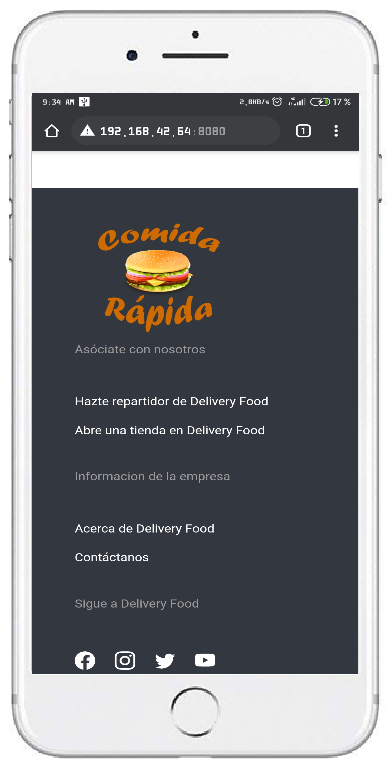 9:34 AM
2,8KB/s 17 %
192,168,42,64:8080
1
Comida
Rápida
Asóciate con nosotros
Hazte repartidor de Delivery Food
Abre una tienda en Delivery Food
Informacion de la empresa
Acerca de Delivery Food
Contáctanos
Sigue a Delivery Food